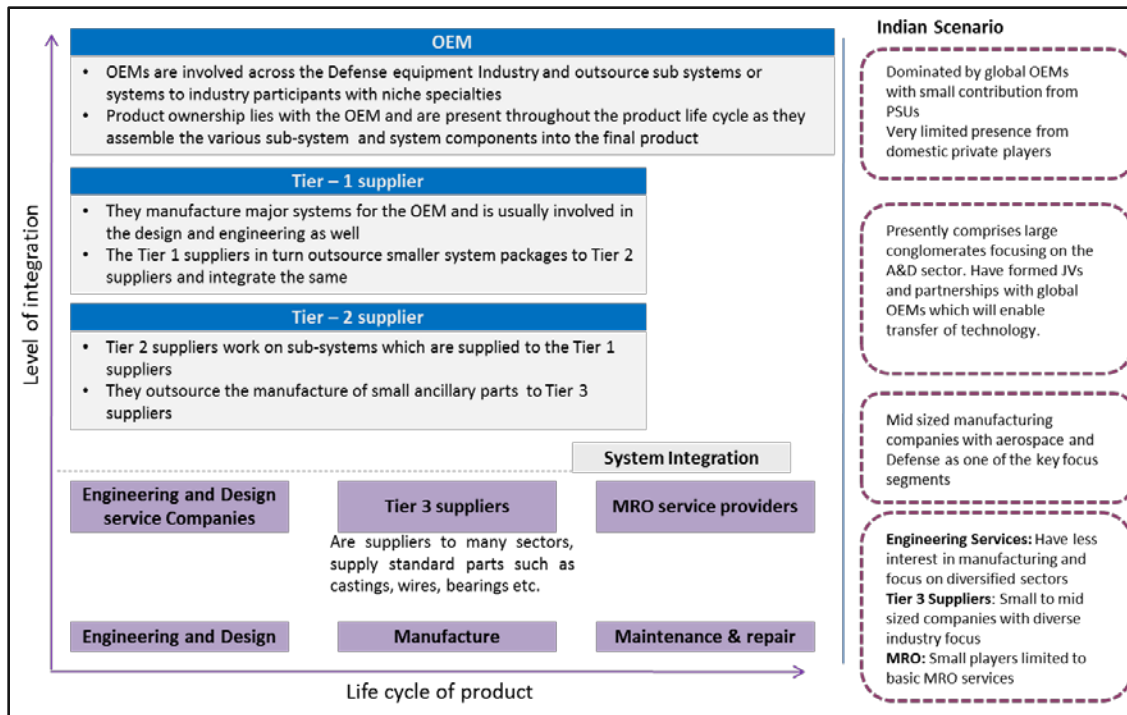 OEM
• OEMs are involved across the Defense equipment Industry and outsource sub systems or
systems to industry participants with niche specialties
• Product ownership lies with the OEM and are present throughout the product life cycle as they
assemble the various sub-system and system components into the final product
Tier – 1 supplier
• They manufacture major systems for the OEM and is usually involved in
the design and engineering as well
• The Tier 1 suppliers in turn outsource smaller system packages to Tier 2
suppliers and integrate the same
Tier – 2 supplier
• Tier 2 suppliers work on sub-systems which are supplied to the Tier 1
suppliers
• They outsource the manufacture of small ancillary parts to Tier 3
suppliers
System Integration
Engineering and Design
service Companies
Tier 3 suppliers
MRO service providers
Are suppliers to many sectors,
supply standard parts such as
castings, wires, bearings etc.
Engineering and Design
Manufacture
Maintenance & repair
Level of integration
Life cycle of product
Indian Scenario
Dominated by global OEMs
with small contribution from
PSUs
Very limited presence from
domestic private players
Presently comprises large
conglomerates focusing on the
A&D sector. Have formed JVs
and partnerships with global
OEMs which will enable
transfer of technology.
Mid sized manufacturing
companies with aerospace and
Defense as one of the key focus
segments
Engineering Services: Have less
interest in manufacturing and
focus on diversified sectors
Tier 3 Suppliers: Small to mid
sized companies with diverse
industry focus
MRO: Small players limited to
basic MRO services